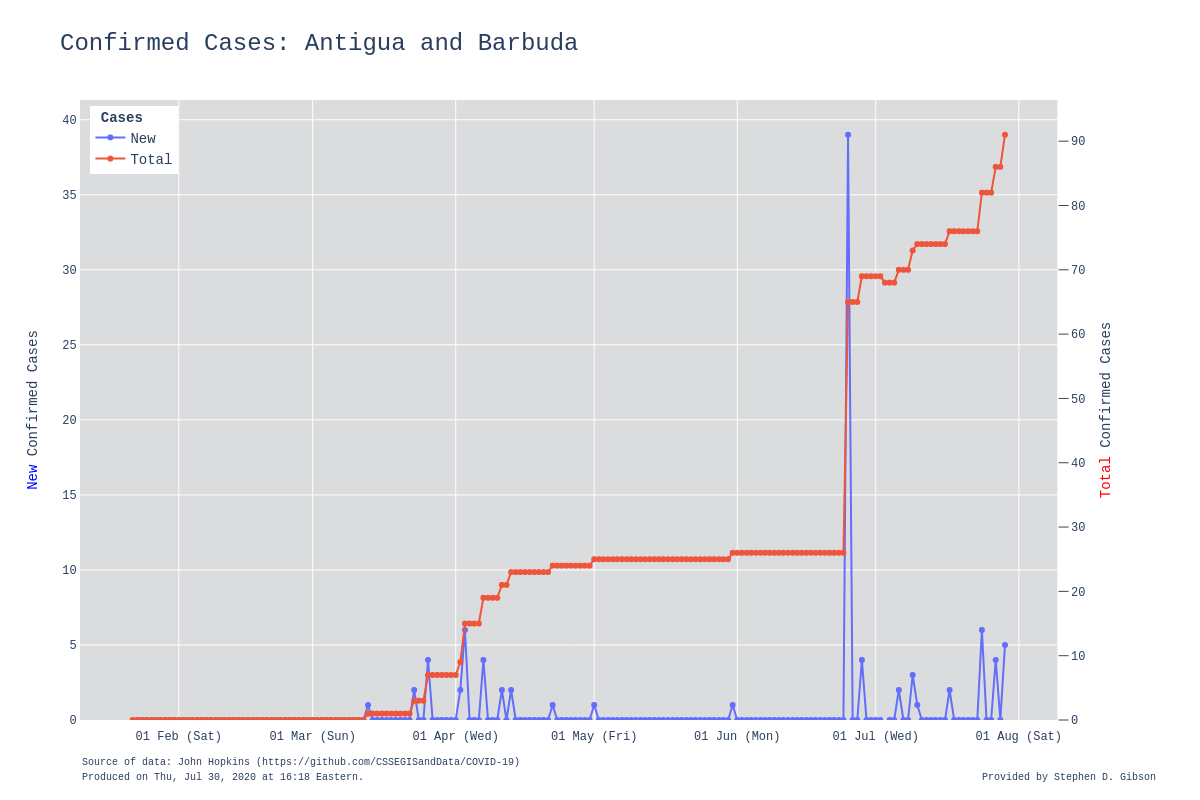 Confirmed Cases: Antigua and Barbuda
Cases
New
Total
40
35
30
25
20
15
10
5
0
New Confirmed Cases
90
80
70
60
50
40
30
20
10
0
Total Confirmed Cases
01 Feb (Sat) 01 Mar (Sun) 01 Apr (Wed) 01 May (Fri) 01 Jun (Mon) 01 Jul (Wed) 01 Aug (Sat)
Source of data: John Hopkins (https://github.com/CSSEGISandData/COVID-19)
Produced on Thu, Jul 30, 2020 at 16:18 Eastern.
Provided by Stephen D. Gibson